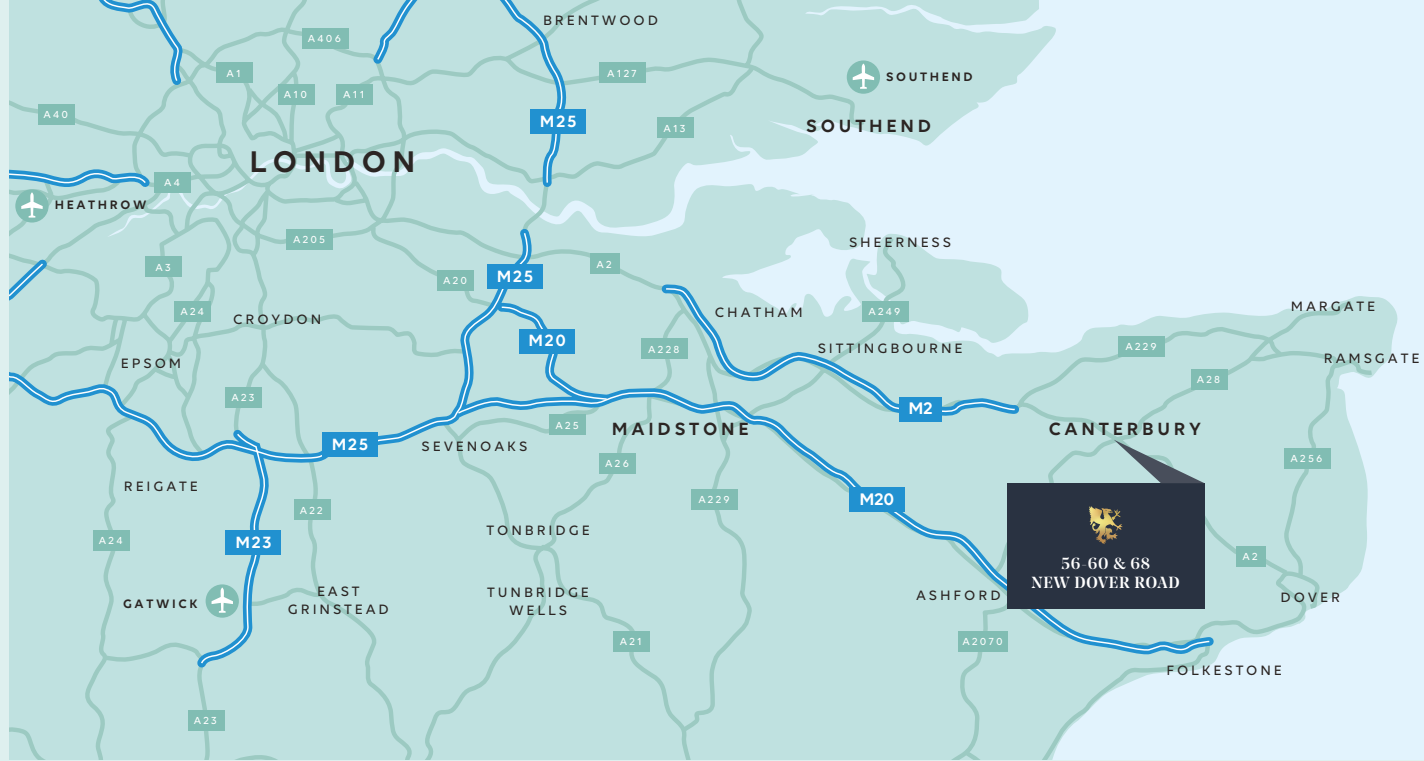 BRENTWOOD
A406
A1
A127
SOUTHEND
A10
A11
A40
M25
SOUTHEND
A13
LONDON
A4
HEATHROW
A205
SHEERNESS
A3
A2
A20
M25
A24
CROYDON
CHATHAM
A249
MARGATE
M20
A228
SITTINGBOURNE
A229
RAMSGATE
EPSOM
A28
A23
M2
A25
MAIDSTONE
CANTERBURY
M25
SEVENOAKS
A26
A256
REIGATE
A229
M20
A22
TONBRIDGE
A24
M23
A2
56-60 & 68
NEW DOVER ROAD
GATWICK
EAST
GRINSTEAD
TUNBRIDGE
WELLS
ASHFORD
DOVER
A21
A2070
FOLKESTONE
A23